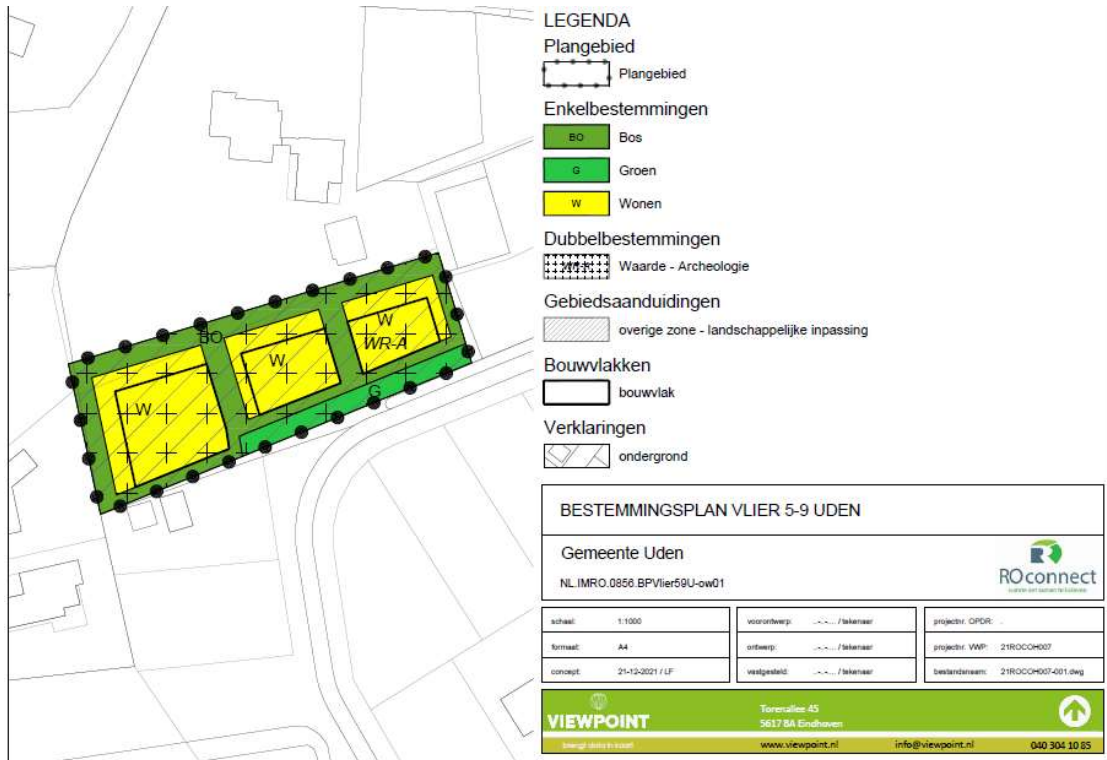 LEGENDA
Plangebied
Plangebied
Enkelbestemmingen
BO Bos
G Groen
W Wonen
Dubbelbestemmingen
WR-A Waarde - Archeologie
Gebiedsaanduidingen
overige zone - landschappelijke inpassing
Bouwvlakken
bouwvlak
Verklaringen
ondergrond
BO
W
W
W
WR-A
G
BESTEMMINGSPLAN VLIER 5-9 UDEN
Gemeente Uden
NL.IMRO.0856.BPVlier59U-ow01
ROconnect
schaal: 1:1000 voorontwerp: .-.-... / tekenaar projectnr. OPDR: .
formaat: A4 ontwerp: .-.-... / tekenaar projectnr. VWP: 21ROCOH007
concept: 21-12-2021 / LF vastgesteld: .-.-... / tekenaar bestandsnaam: 21ROCOH007-001.dwg
VIEWPOINT
Torenallee 45
5617 BA Eindhoven
brengt data in kaart www.viewpoint.nl info@viewpoint.nl 040 304 10 85